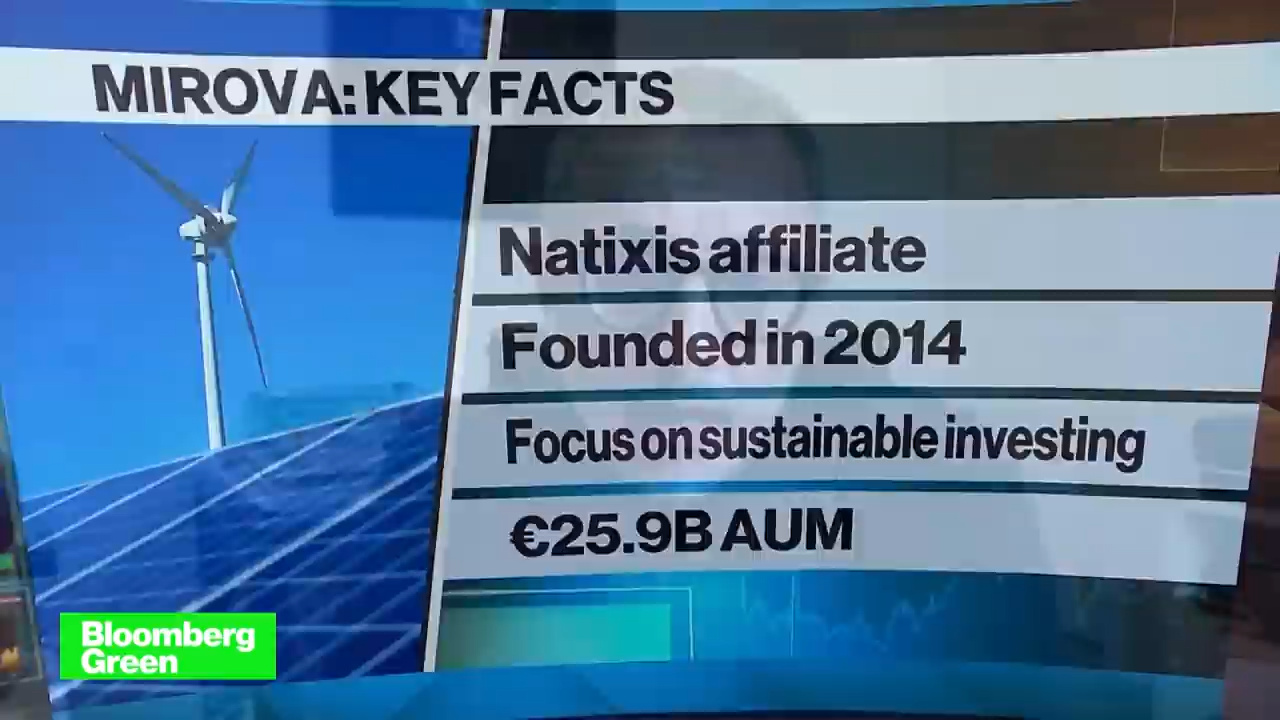 MIROVA: KEY FACTS
Natixis affiliate
Founded in 2014
Focus on sustainable investing
€25.9B AUM
Bloomberg
Green